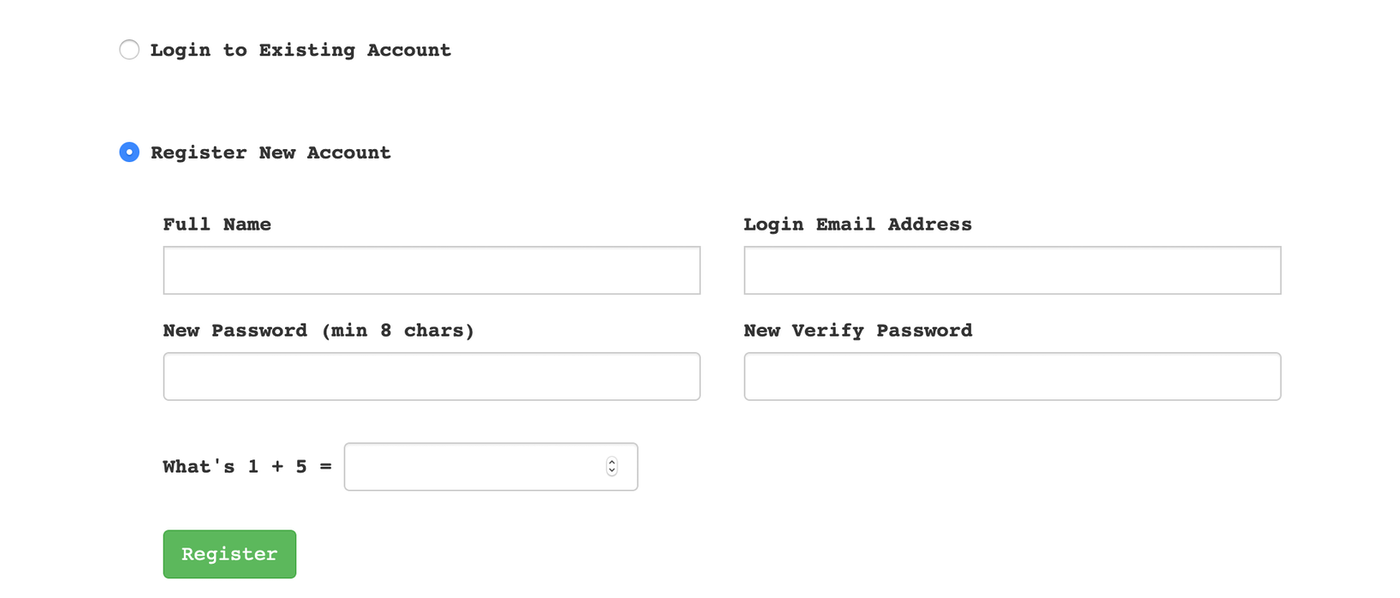 Login to Existing Account
Register New Account
Full Name
Login Email Address
New Password (min 8 chars)
New Verify Password
What's 1 + 5 =
Register